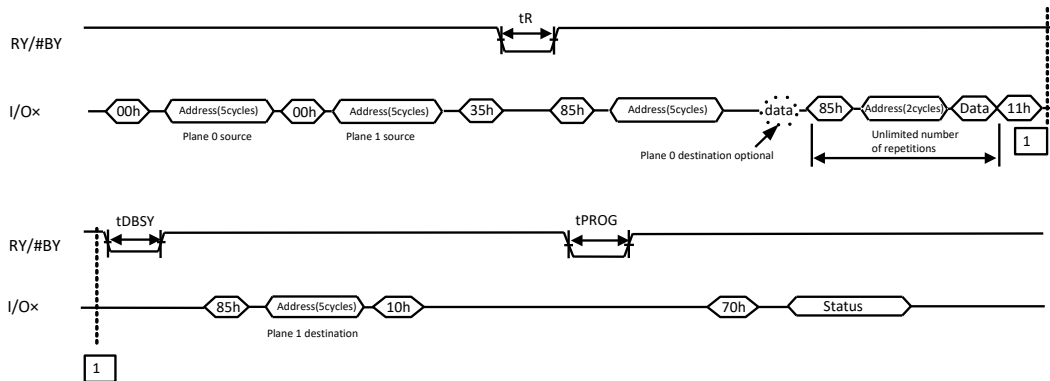 tR
RY/#BY
I/O×
00h Address(5cycles) 00h Address(5cycles) 35h 85h Address(5cycles) data 85h Address(2cycles) Data 11h
Plane 0 source
Plane 1 source
Plane 0 destination optional
Unlimited number
of repetitions
1
tDBSY
tPROG
RY/#BY
I/O×
85h Address(5cycles) 10h 70h Status
Plane 1 destination
1